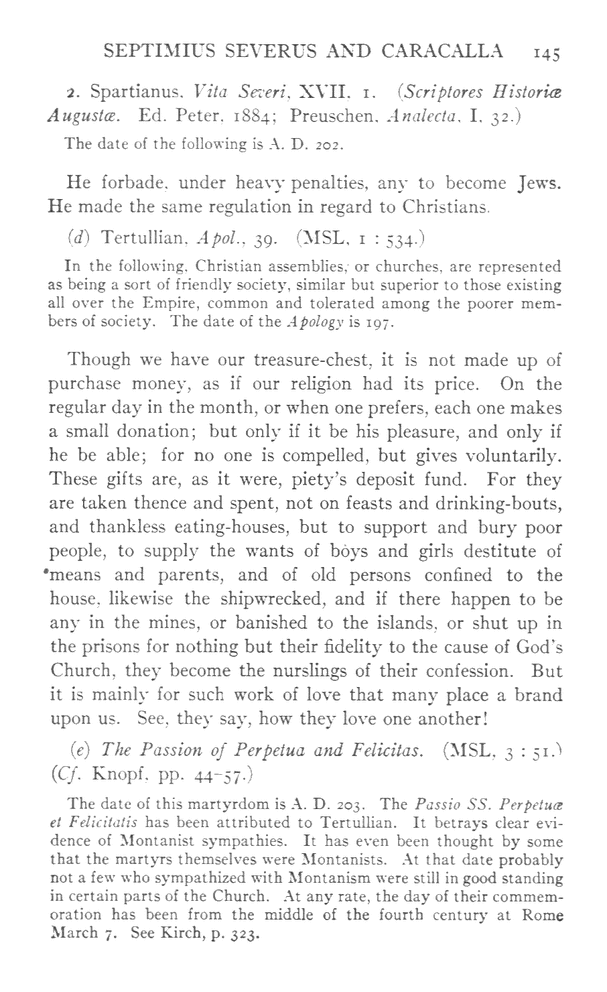 SEPTIMIUS SEVERUS AND CARACALLA 145
2. Spartianus, Vita Severi, XVII, 1. (Scriptores Historiæ
Augustæ. Ed. Peter, 1884; Preuschen, Analecta, I, 32.)
The date of the following is A. D. 202.
He forbade, under heavy penalties, any to become Jews.
He made the same regulation in regard to Christians.
(d) Tertullian, Apol., 39. (MSL, 1 : 534.)
In the following, Christian assemblies, or churches, are represented
as being a sort of friendly society, similar but superior to those existing
all over the Empire, common and tolerated among the poorer mem-
bers of society. The date of the Apology is 197.
Though we have our treasure-chest, it is not made up of
purchase money, as if our religion had its price. On the
regular day in the month, or when one prefers, each one makes
a small donation; but only if it be his pleasure, and only if
he be able; for no one is compelled, but gives voluntarily.
These gifts are, as it were, piety's deposit fund. For they
are taken thence and spent, not on feasts and drinking-bouts,
and thankless eating-houses, but to support and bury poor
people, to supply the wants of boys and girls destitute of
means and parents, and of old persons confined to the
house, likewise the shipwrecked, and if there happen to be
any in the mines, or banished to the islands, or shut up in
the prisons for nothing but their fidelity to the cause of God's
Church, they become the nurslings of their confession. But
it is mainly for such work of love that many place a brand
upon us. See, they say, how they love one another!
(e) The Passion of Perpetua and Felicitas. (MSL, 3 : 51.)
(Cf. Knopf, pp. 44-57.)
The date of this martyrdom is A. D. 203. The Passio SS. Perpetuæ
et Felicitatis has been attributed to Tertullian. It betrays clear evi-
dence of Montanist sympathies. It has even been thought by some
that the martyrs themselves were Montanists. At that date probably
not a few who sympathized with Montanism were still in good standing
in certain parts of the Church. At any rate, the day of their commem-
oration has been from the middle of the fourth century at Rome
March 7. See Kirch, p. 323.